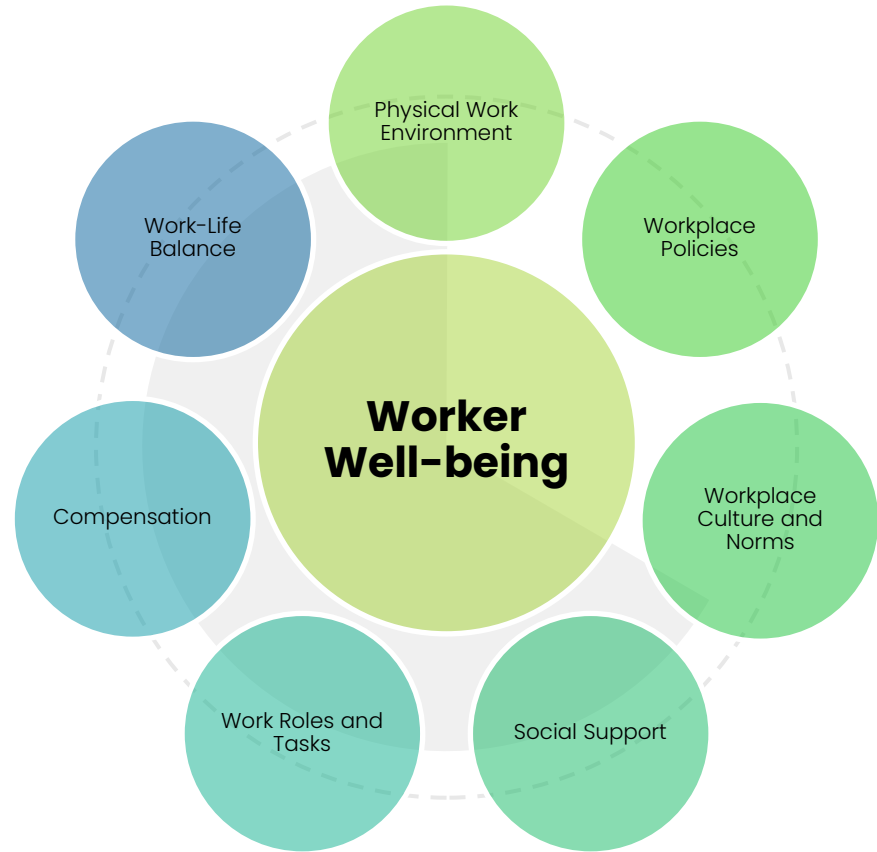 Physical Work
Environment
Workplace
Policies
Workplace
Culture and
Norms
Social Support
Work Roles and
Tasks
Compensation
Work-Life
Balance
Worker
Well-being